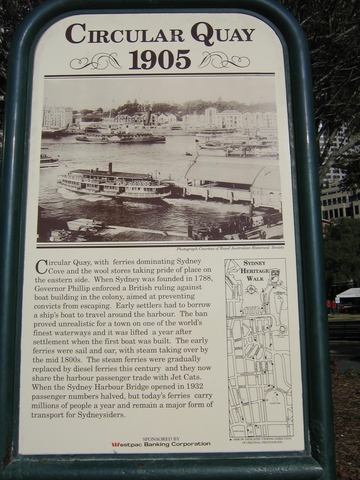 CIRCULAR QUAY
1905
Photograph Courtesy of Royal Australian Historical Society
Circular Quay, with ferries dominating Sydney
Cove and the wool stores taking pride of place on
the eastern side. When Sydney was founded in 1788,
Governor Phillip enforced a British ruling against
boat building in the colony, aimed at preventing
convicts from escaping. Early settlers had to borrow
a ship's boat to travel around the harbour. The ban
proved unrealistic for a town on one of the world's
finest waterways and it was lifted a year after
settlement when the first boat was built. The early
ferries were sail and oar, with steam taking over by
the mid 1800s. The steam ferries were gradually
replaced by diesel ferries this century and they now
share the harbour passenger trade with Jet Cats.
When the Sydney Harbour Bridge opened in 1932
passenger numbers halved, but today's ferries carry
millions of people a year and remain a major form of
transport for Sydneysiders.
SYDNEY
HERITAGE
WALK
SPONSORED BY
Westpac Banking Corporation